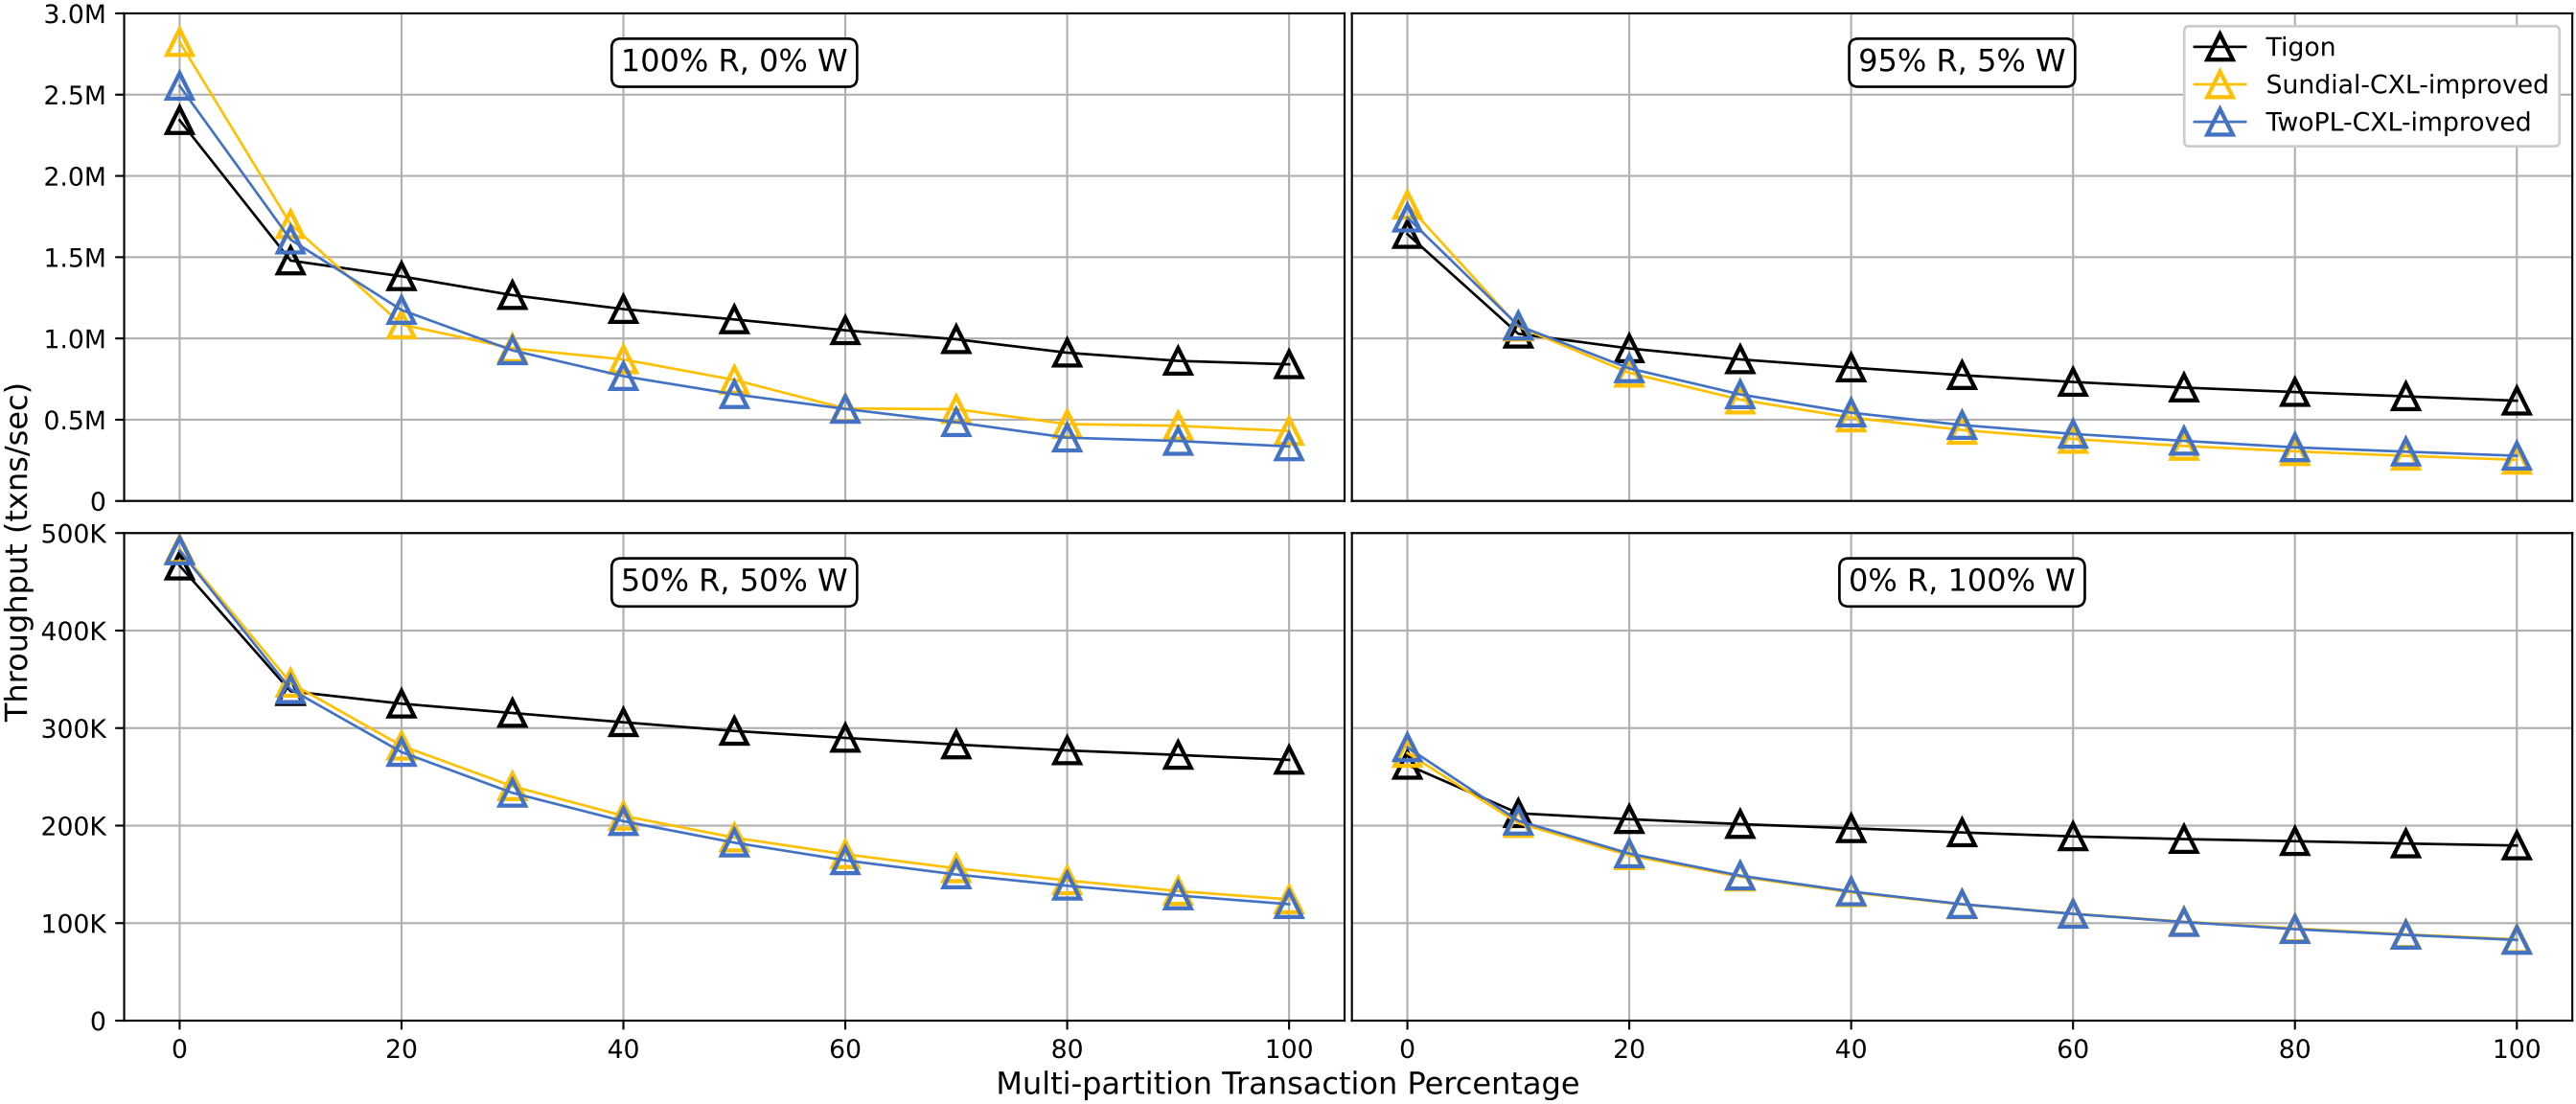 Throughput (txns/sec)
3.0M
2.5M
2.0M
1.5M
1.0M
0.5M
0
100% R, 0% W
95% R, 5% W
Tigon
Sundial-CXL-improved
TwoPL-CXL-improved
500K
400K
300K
200K
100K
0
50% R, 50% W
0% R, 100% W
0 20 40 60 80 100
0 20 40 60 80 100
Multi-partition Transaction Percentage